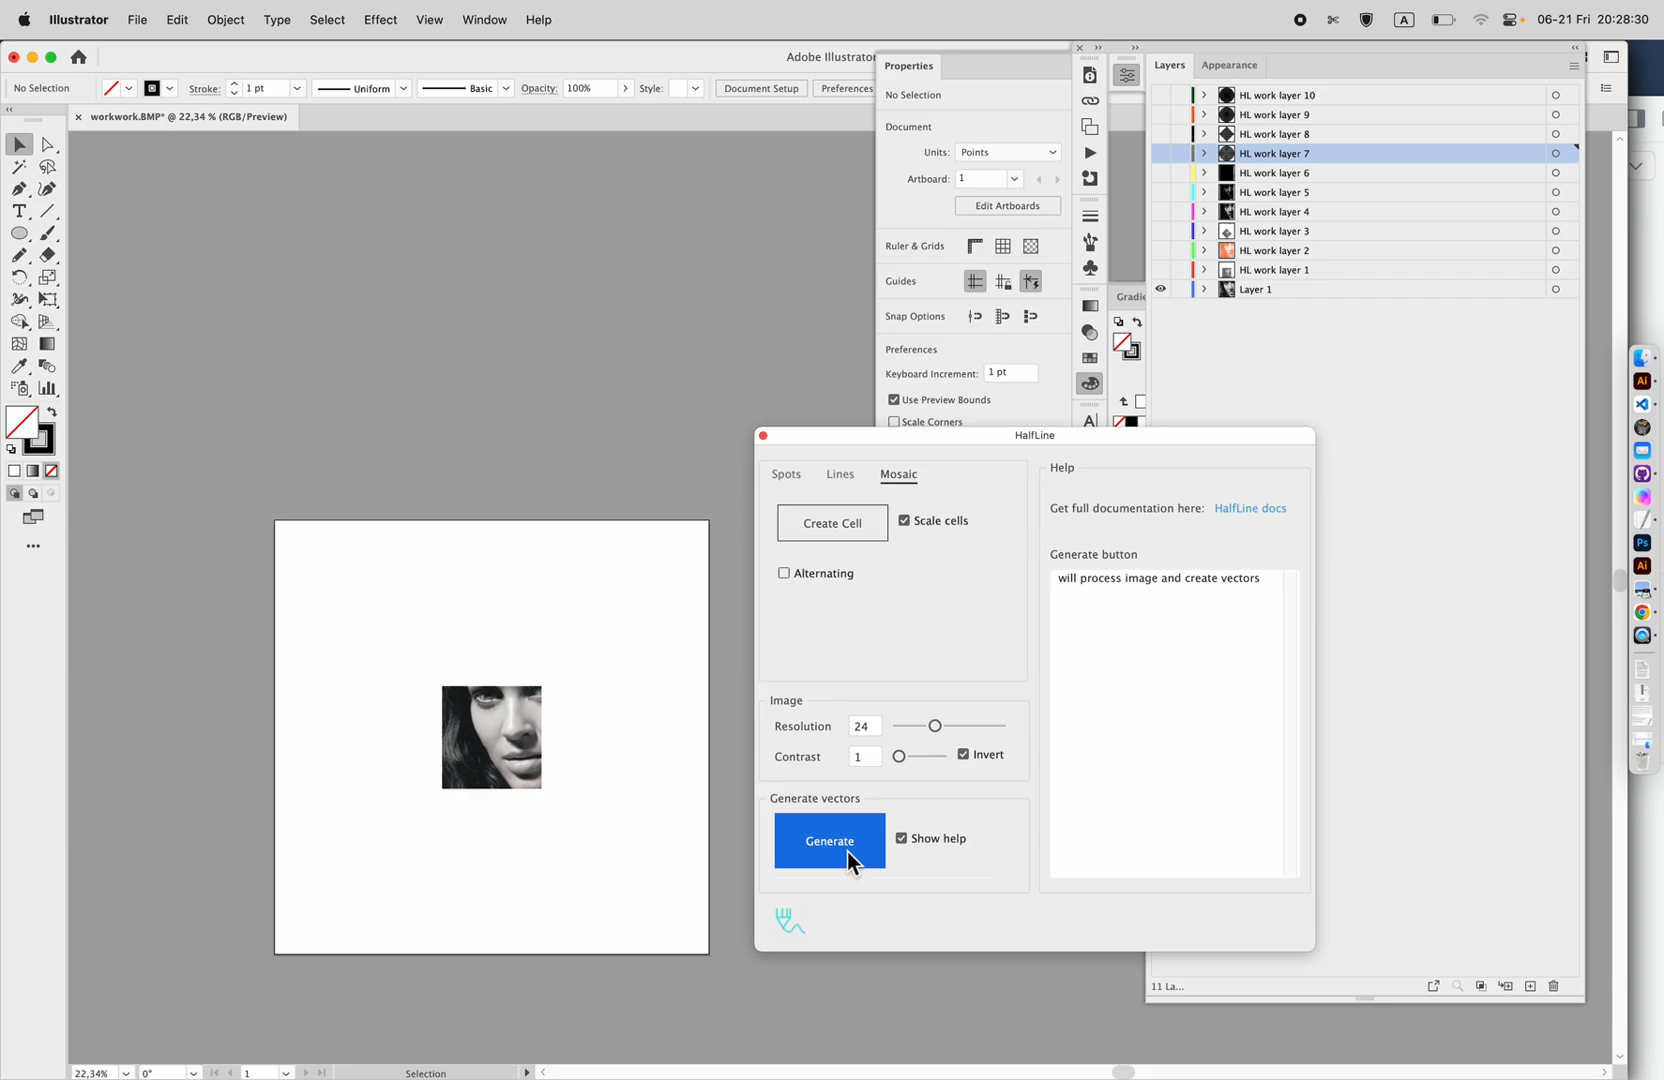 Illustrator File Edit Object Type Select Effect View Window Help A 06-21 Fri 20:28:30
Adobe Illustrator
No Selection Stroke: 1 pt Uniform Basic Opacity: 100% Style: Document Setup Preferences
× workwork.BMP* @ 22,34 % (RGB/Preview)
Properties
No Selection
Document
Units: Points
Artboard: 1
Edit Artboards
Ruler & Grids
Guides
Snap Options
Preferences
Keyboard Increment: 1 pt
Use Preview Bounds
Scale Corners
Gradie
Layers Appearance
HL work layer 10
HL work layer 9
HL work layer 8
HL work layer 7
HL work layer 6
HL work layer 5
HL work layer 4
HL work layer 3
HL work layer 2
HL work layer 1
Layer 1
11 La...
HalfLine
Spots Lines Mosaic
Create Cell Scale cells
Alternating
Image
Resolution 24
Contrast 1 Invert
Generate vectors
Generate Show help
Help
Get full documentation here: HalfLine docs
Generate button
will process image and create vectors
Ai
Ps
Ai
22,34% 0° 1 Selection